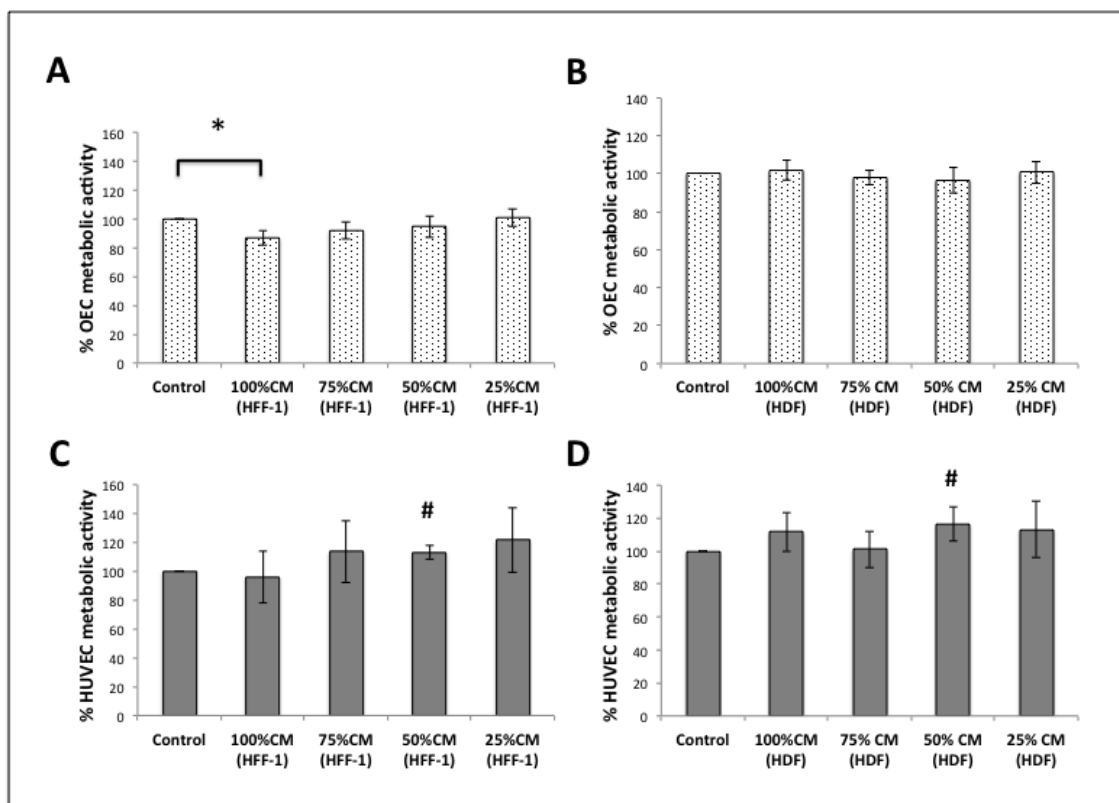 A
*
% OEC metabolic activity
160
140
120
100
80
60
40
20
0
Control
100%CM
(HFF-1)
75%CM
(HFF-1)
50%CM
(HFF-1)
25%CM
(HFF-1)
B
% OEC metabolic activity
140
120
100
80
60
40
20
0
Control
100%CM
(HDF)
75% CM
(HDF)
50% CM
(HDF)
25% CM
(HDF)
C
#
% HUVEC metabolic activity
160
140
120
100
80
60
40
20
0
Control
100%CM
(HFF-1)
75%CM
(HFF-1)
50%CM
(HFF-1)
25%CM
(HFF-1)
D
#
% HUVEC metabolic activity
140
120
100
80
60
40
20
0
Control
100%CM
(HDF)
75% CM
(HDF)
50% CM
(HDF)
25% CM
(HDF)